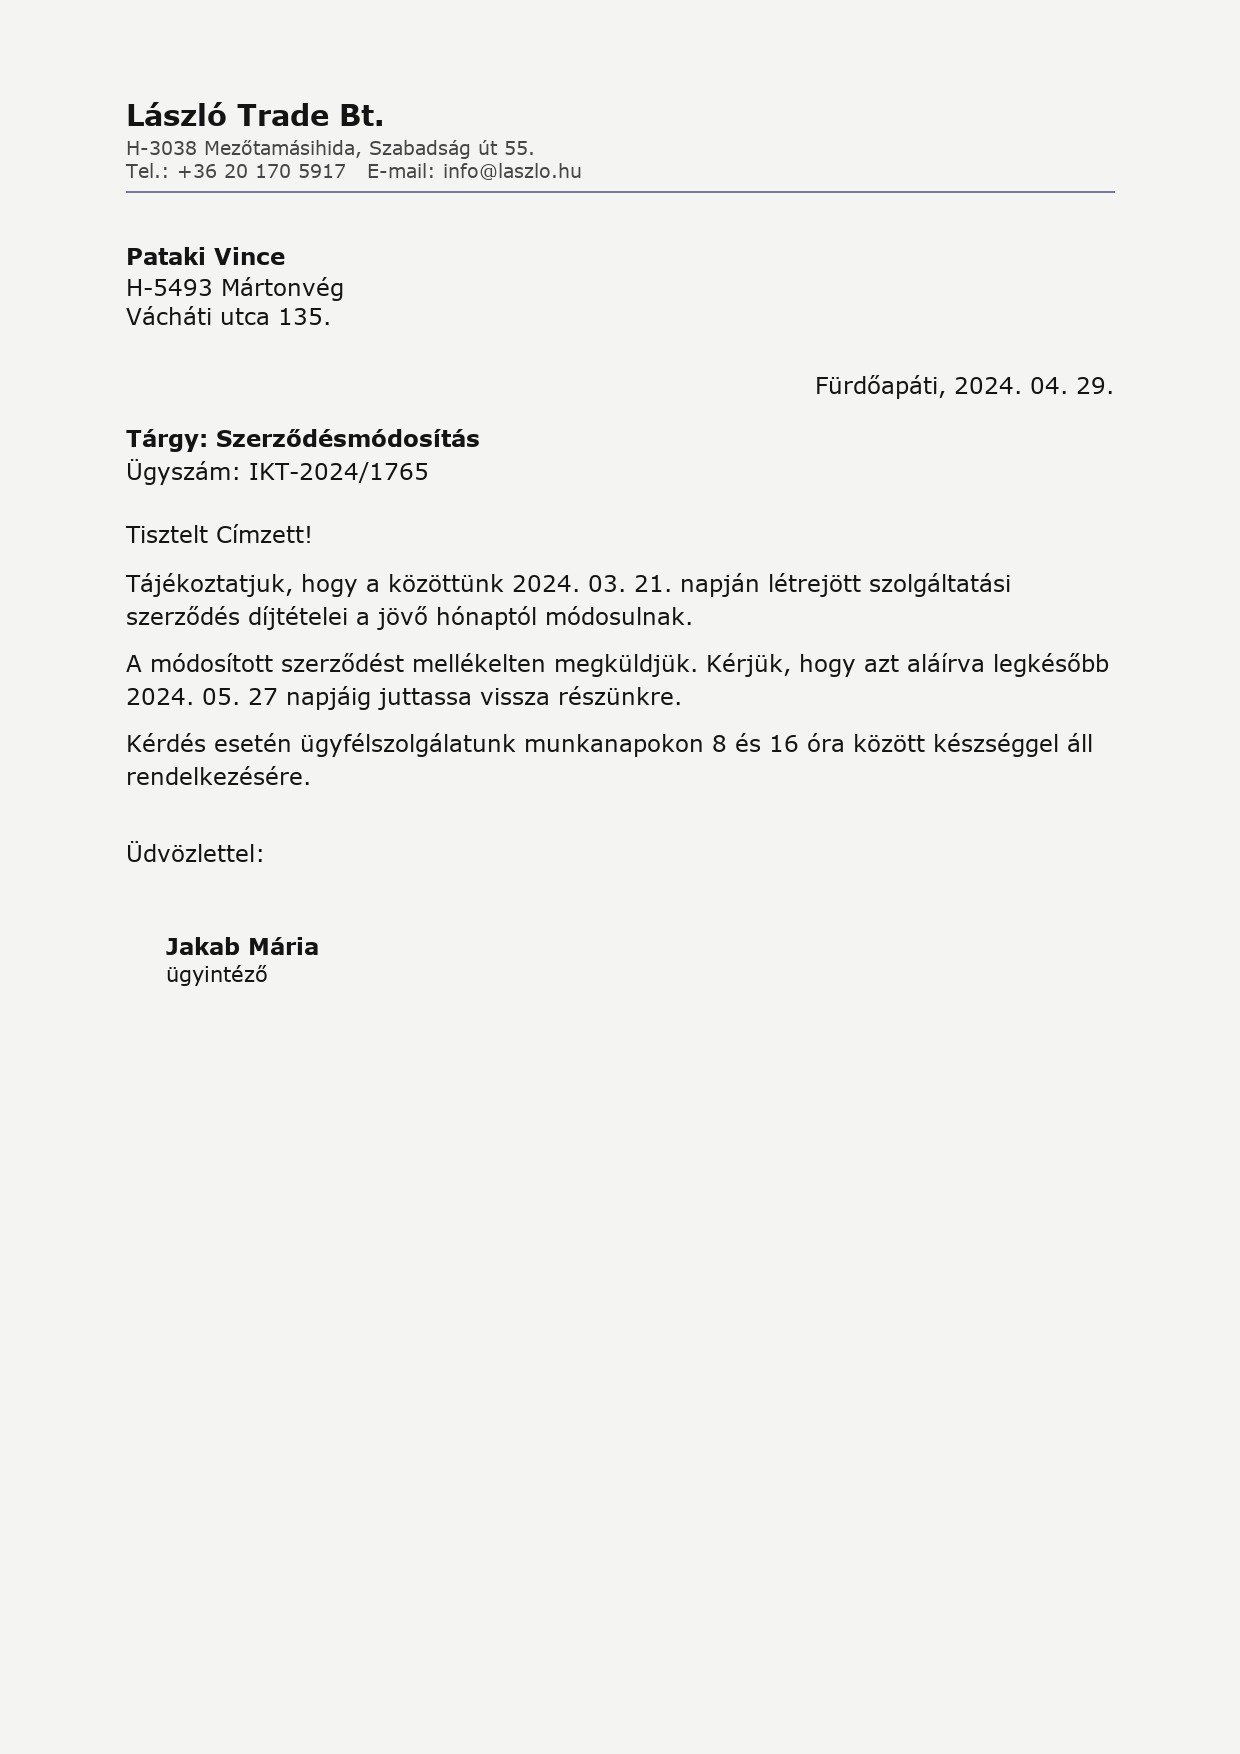 László Trade Bt.
H-3038 Mezőtamásihida, Szabadság út 55.
Tel.: +36 20 170 5917 E-mail: info@laszlo.hu
Pataki Vince
H-5493 Mártonvég
Vácháti utca 135.
Fürdőapáti, 2024. 04. 29.
Tárgy: Szerződésmódosítás
Ügyszám: IKT-2024/1765
Tisztelt Címzett!
Tájékoztatjuk, hogy a közöttünk 2024. 03. 21. napján létrejött szolgáltatási
szerződés díjtételei a jövő hónaptól módosulnak.
A módosított szerződést mellékelten megküldjük. Kérjük, hogy azt aláírva legkésőbb
2024. 05. 27 napjáig juttassa vissza részünkre.
Kérdés esetén ügyfélszolgálatunk munkanapokon 8 és 16 óra között készséggel áll
rendelkezésére.
Üdvözlettel:
Jakab Mária
ügyintéző